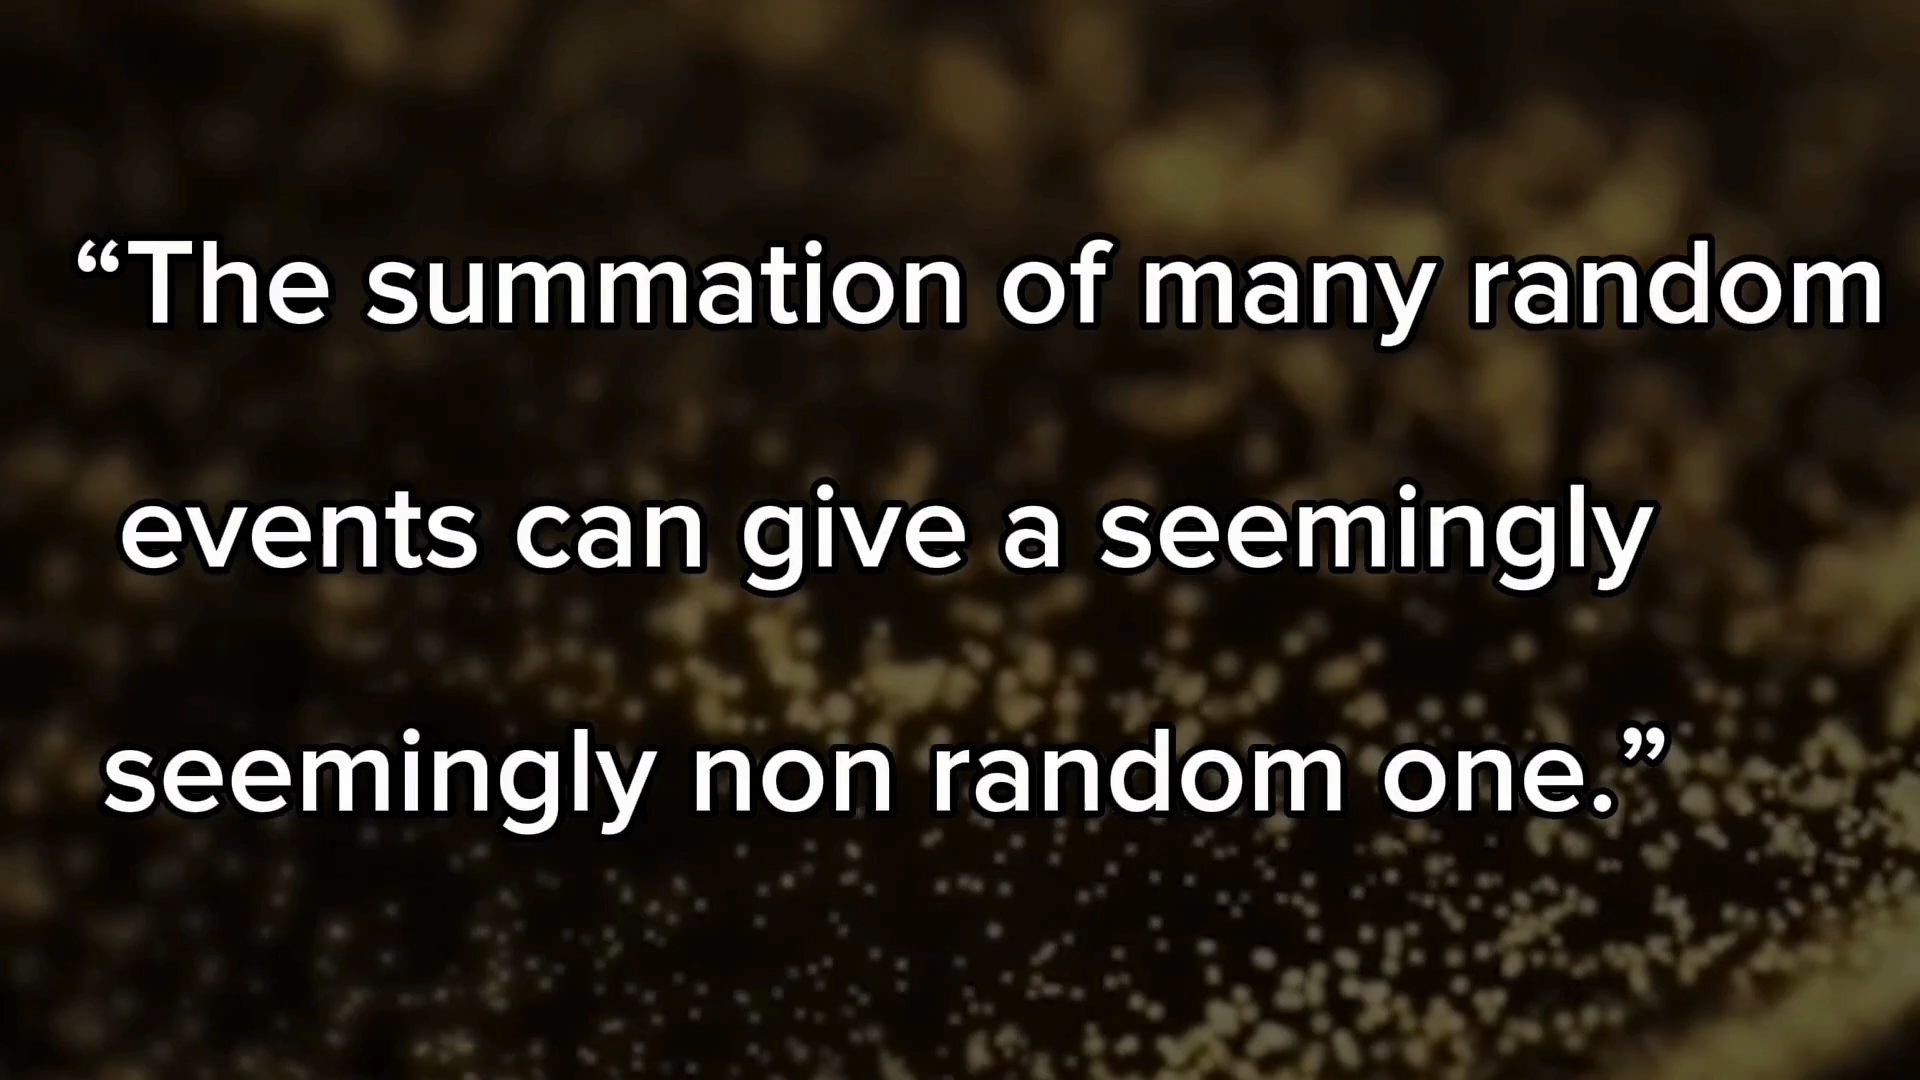 “The summation of many random
events can give a seemingly
seemingly non random one.”